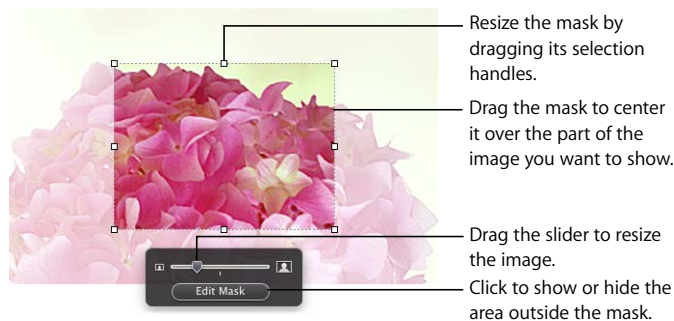 Resize the mask by
dragging its selection
handles.
Drag the mask to center
it over the part of the
image you want to show.
Drag the slider to resize
the image.
Edit Mask
Click to show or hide the
area outside the mask.